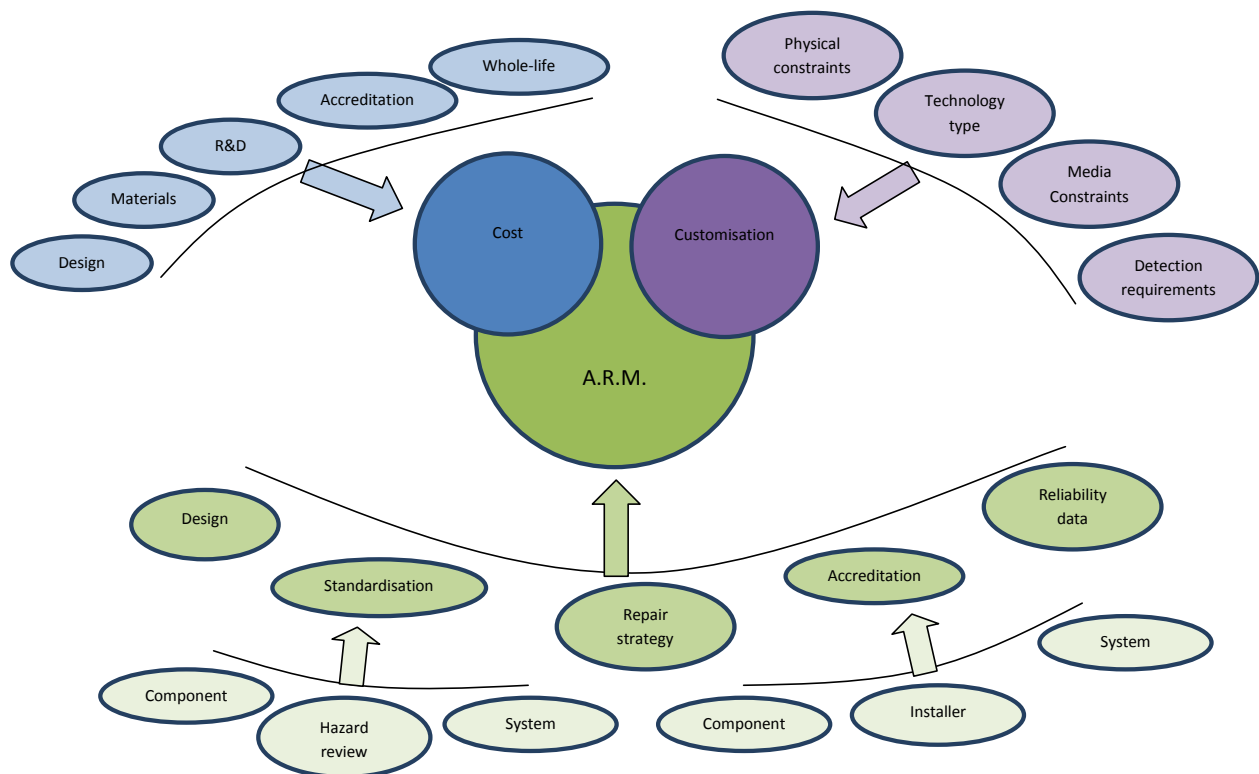 Whole-life
Accreditation
R&D
Materials
Design
Physical
constraints
Technology
type
Media
Constraints
Detection
requirements
Cost
Customisation
A.R.M.
Design
Standardisation
Repair
strategy
Accreditation
Reliability
data
Component
Hazard
review
System
Component
Installer
System